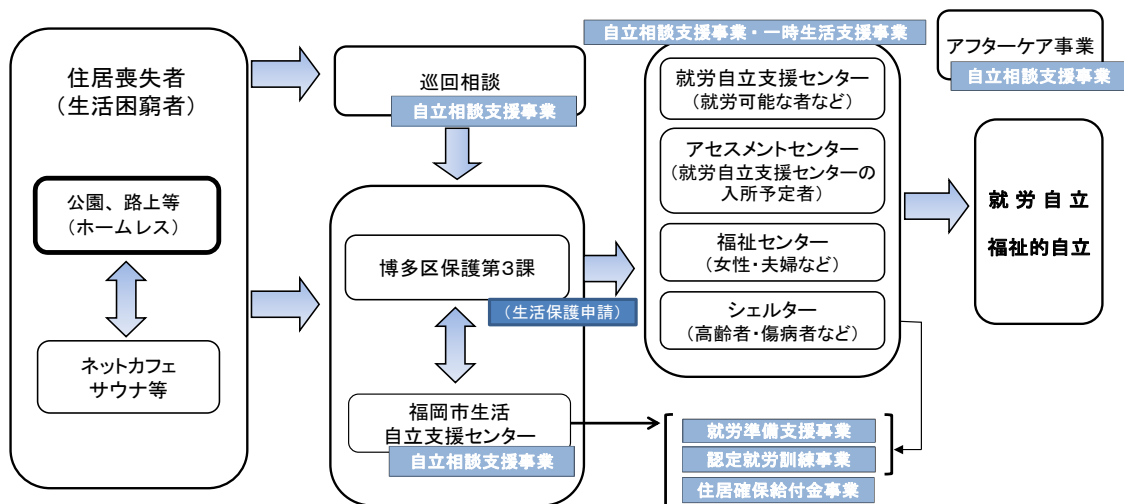 住居喪失者
（生活困窮者）
公園、路上等
（ホームレス）
ネットカフェ
サウナ等
巡回相談
自立相談支援事業
博多区保護第３課
（生活保護申請）
福岡市生活
自立支援センター
自立相談支援事業
自立相談支援事業・一時生活支援事業
就労自立支援センター
（就労可能な者など）
アセスメントセンター
（就労自立支援センターの
入所予定者）
福祉センター
（女性・夫婦など）
シェルター
（高齢者・傷病者など）
就労準備支援事業
認定就労訓練事業
住居確保給付金事業
アフターケア事業
自立相談支援事業
就 労 自 立
福祉的自立